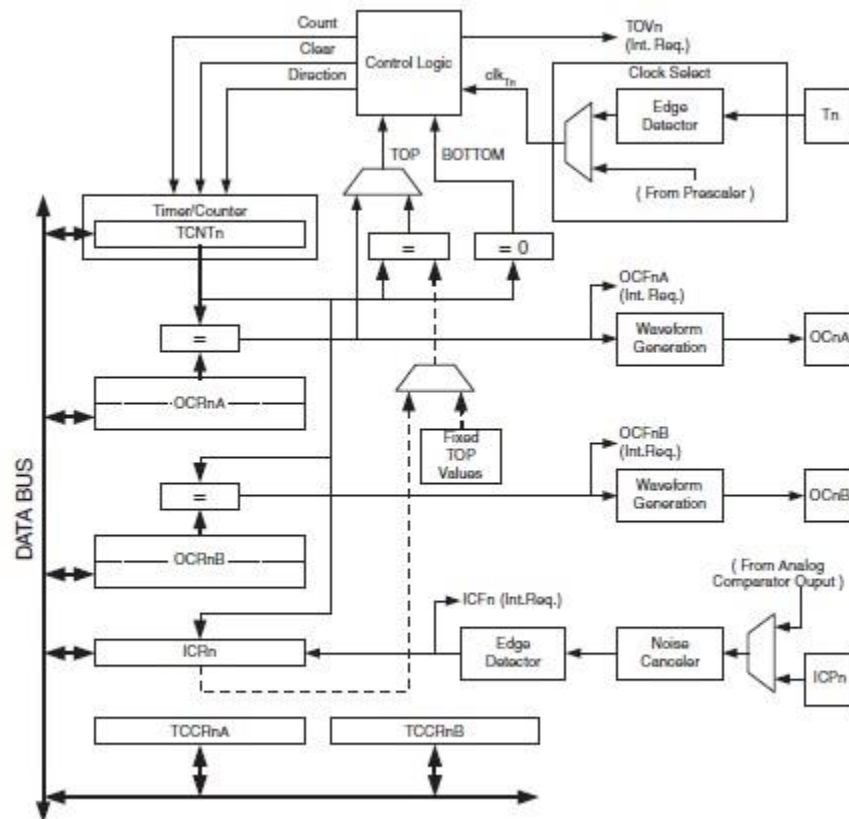 Count
Clear
Direction
Control Logic
TOVn
(Int. Req.)
clkTn
Clock Select
Edge
Detector
Tn
( From Prescaler )
TOP
BOTTOM
Timer/Counter
TCNTn
=
= 0
=
OCRnA
OCFnA
(Int. Req.)
Waveform
Generation
OCnA
Fixed
TOP
Values
=
OCRnB
OCFnB
(Int.Req.)
Waveform
Generation
OCnB
DATA BUS
( From Analog
Comparator Ouput )
ICFn (Int.Req.)
ICRn
Edge
Detector
Noise
Canceler
ICPn
TCCRnA
TCCRnB